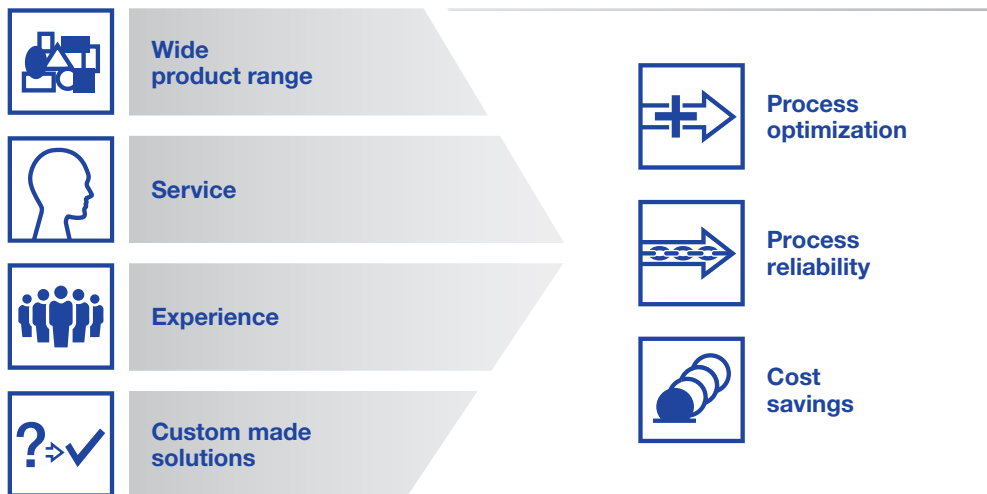 Wide
product range
Service
Experience
?
Custom made
solutions
Process
optimization
Process
reliability
Cost
savings